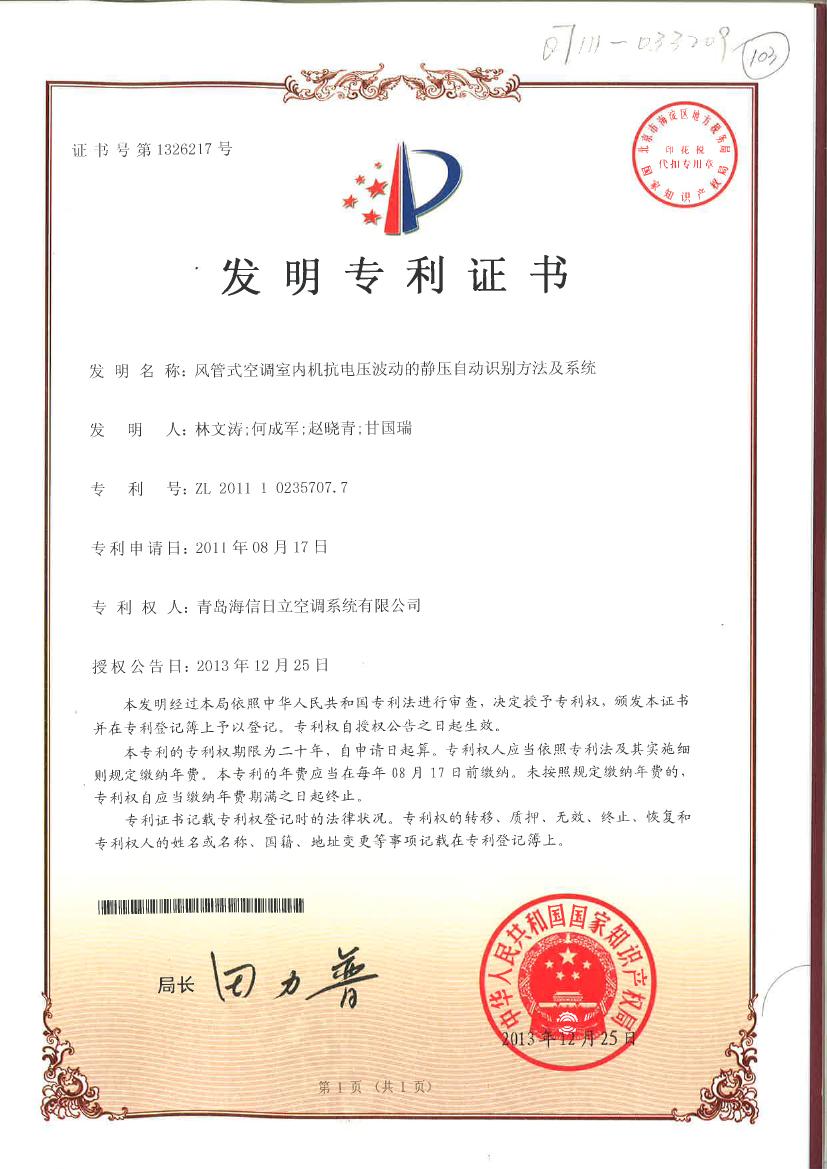 103
证书号第1326217号
北京市海淀区地方税务局
印花税
代扣专用章
国家知识产权局
发明专利证书
发明名称：风管式空调室内机抗电压波动的静压自动识别方法及系统
发明人：林文涛;何成军;赵晓青;甘国瑞
专利号：ZL 2011 1 0235707.7
专利申请日：2011年08月17日
专利权人：青岛海信日立空调系统有限公司
授权公告日：2013年12月25日
本发明经过本局依照中华人民共和国专利法进行审查，决定授予专利权，颁发本证书
并在专利登记簿上予以登记。专利权自授权公告之日起生效。
本专利的专利权期限为二十年，自申请日起算。专利权人应当依照专利法及其实施细
则规定缴纳年费。本专利的年费应当在每年08月17日前缴纳。未按照规定缴纳年费的，
专利权自应当缴纳年费期满之日起终止。
专利证书记载专利权登记时的法律状况。专利权的转移、质押、无效、终止、恢复和
专利权人的姓名或名称、国籍、地址变更等事项记载在专利登记簿上。
局长 田力普
中华人民共和国国家知识产权局
2013年12月25日
第1页（共1页）